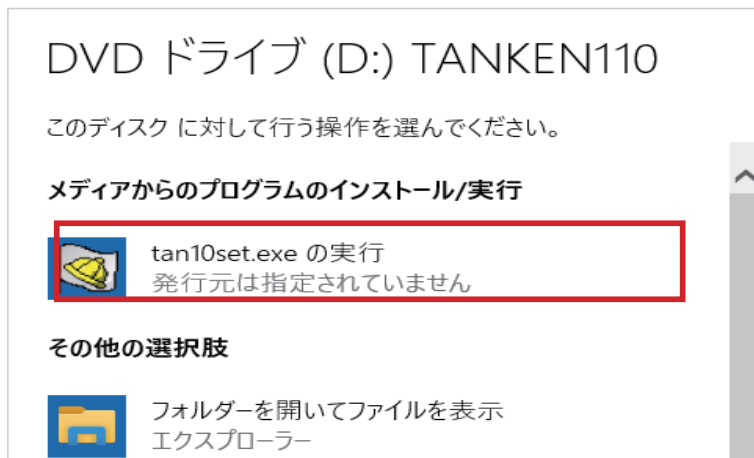 DVD ドライブ (D:) TANKEN110
このディスク に対して行う操作を選んでください。
メディアからのプログラムのインストール/実行
tan10set.exe の実行
発行元は指定されていません
その他の選択肢
フォルダーを開いてファイルを表示
エクスプローラー